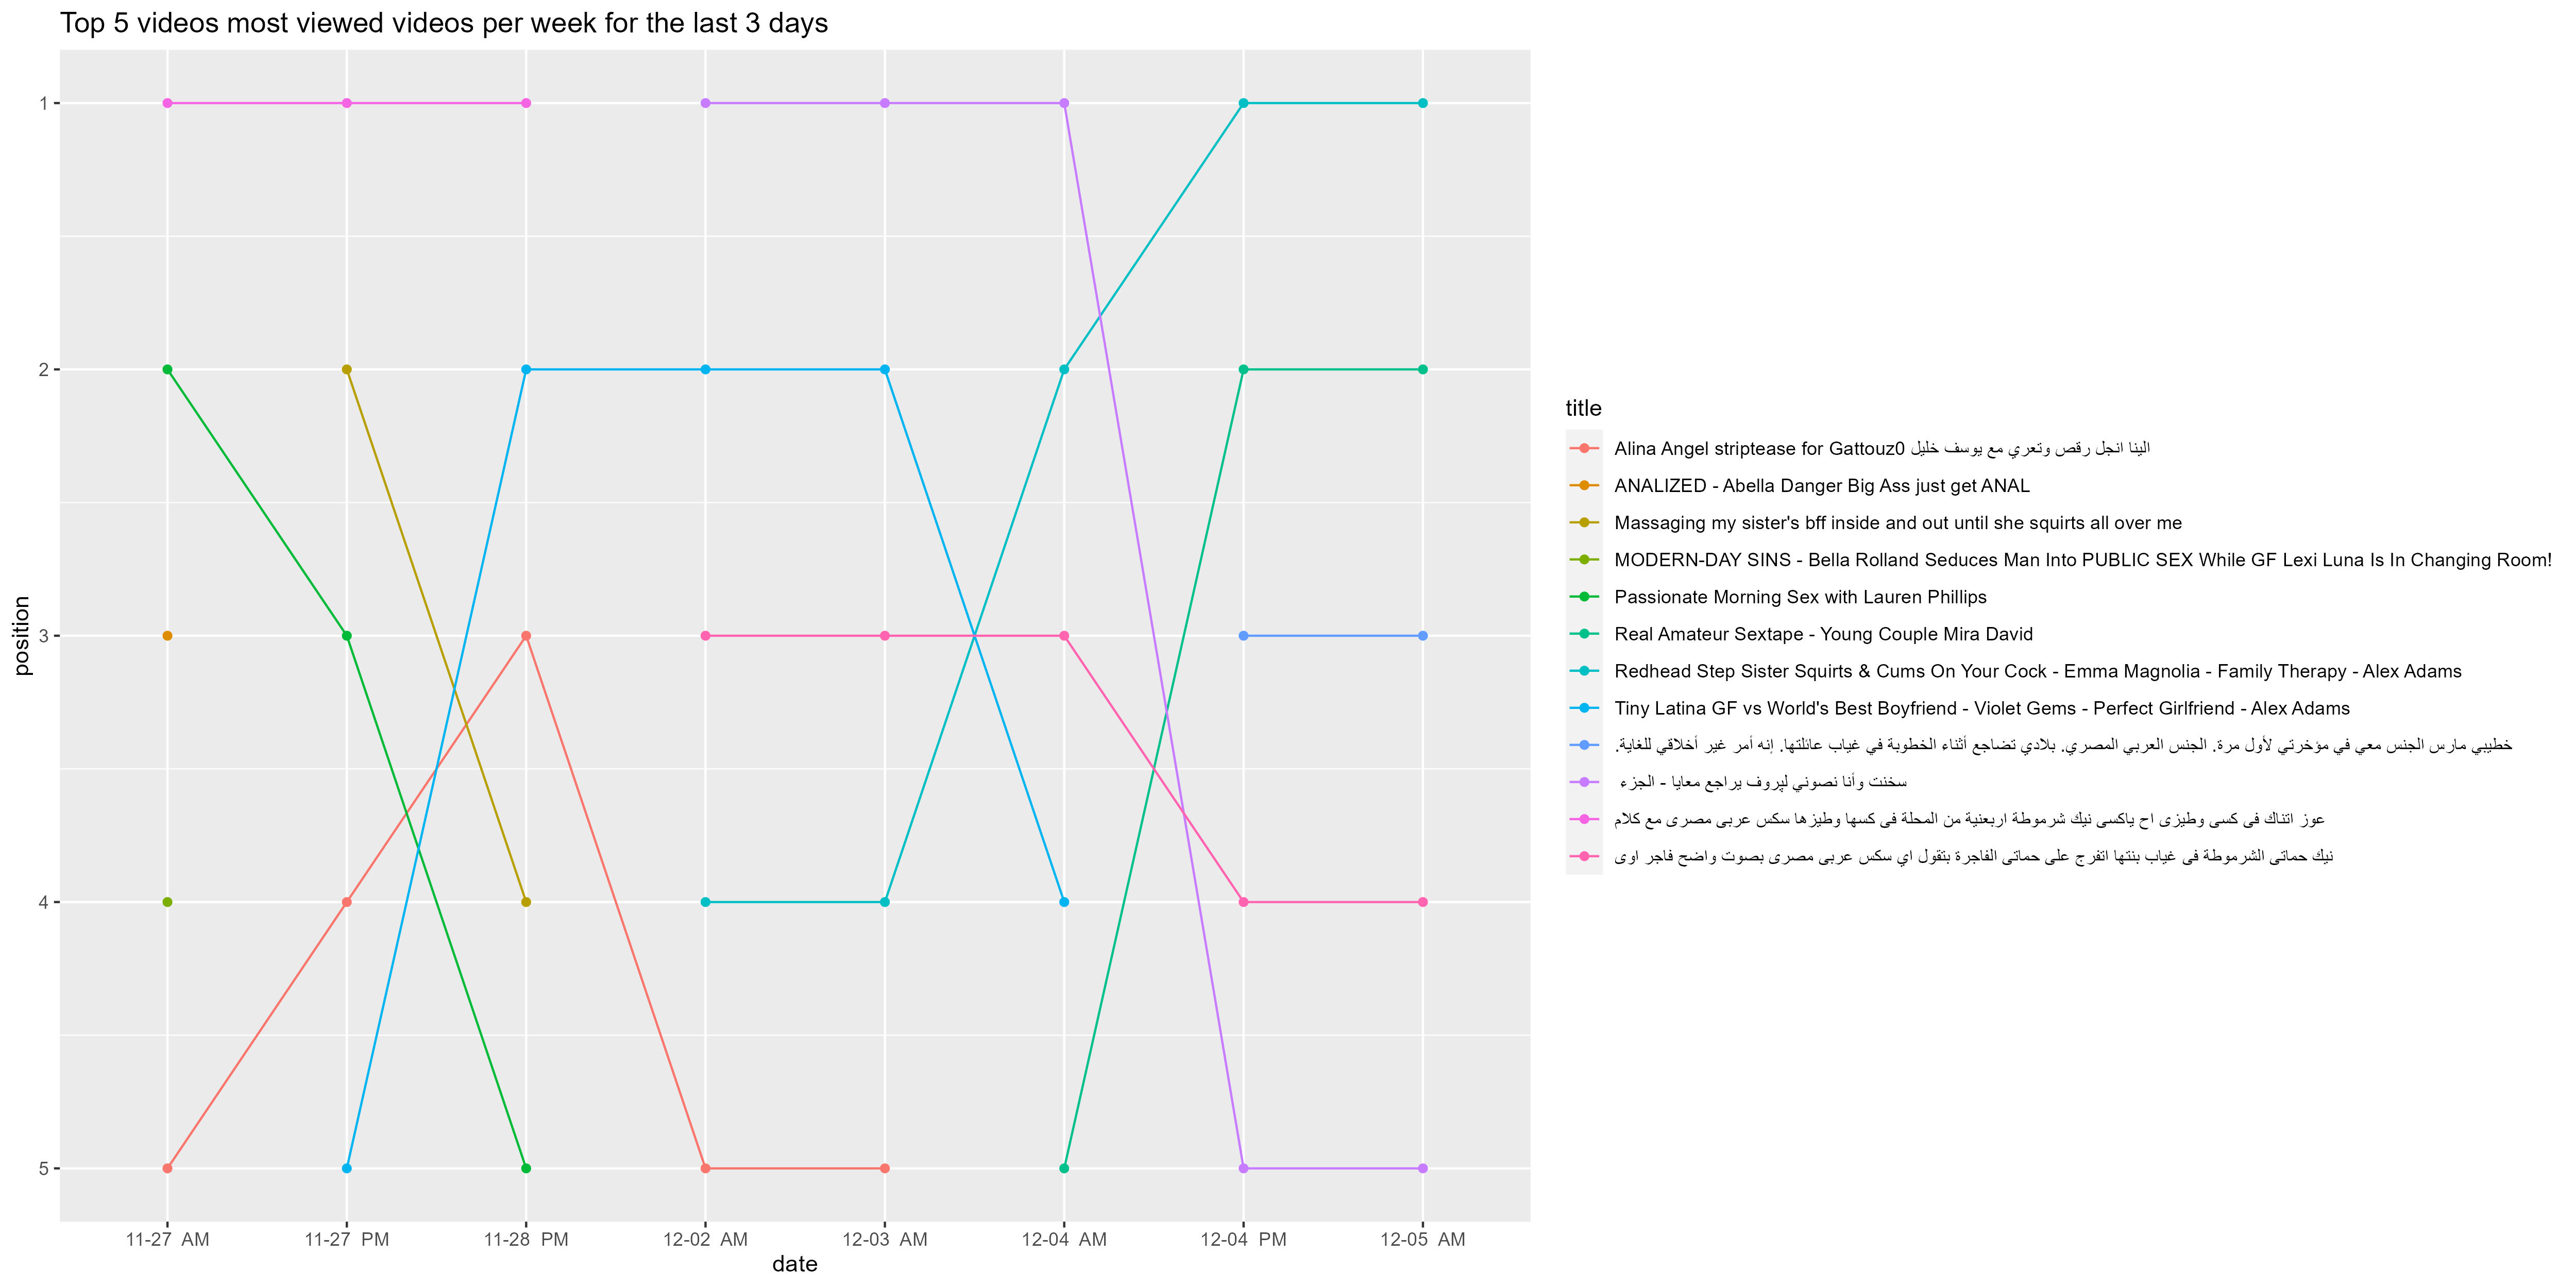 Top 5 videos most viewed videos per week for the last 3 days
1
2
3
4
5
position
11-27 AM
11-27 PM
11-28 PM
12-02 AM
12-03 AM
12-04 AM
12-04 PM
12-05 AM
date
title
Alina Angel striptease for Gattouz0 الينا انجل رقص وتعري مع يوسف خليل
ANALIZED - Abella Danger Big Ass just get ANAL
Massaging my sister's bff inside and out until she squirts all over me
MODERN-DAY SINS - Bella Rolland Seduces Man Into PUBLIC SEX While GF Lexi Luna Is In Changing Room!
Passionate Morning Sex with Lauren Phillips
Real Amateur Sextape - Young Couple Mira David
Redhead Step Sister Squirts & Cums On Your Cock - Emma Magnolia - Family Therapy - Alex Adams
Tiny Latina GF vs World's Best Boyfriend - Violet Gems - Perfect Girlfriend - Alex Adams
خطيبي مارس الجنس معي في مؤخرتي لأول مرة. الجنس العربي المصري. بلادي تضاجع أثناء الخطوبة في غياب عائلتها. إنه أمر غير أخلاقي للغاية.
سخنت وأنا نصوني ليروف يراجع معايا - الجزء
عوز اتناك فى كسى وطيزى اح ياكسى نيك شرموطة اربعنية من المحلة فى كسها وطيزها سكس عربى مصرى مع كلام
نيك حماتى الشرموطة فى غياب بنتها اتفرج على حماتى الفاجرة بتقول اي سكس عربى مصرى بصوت واضح فاجر اوى